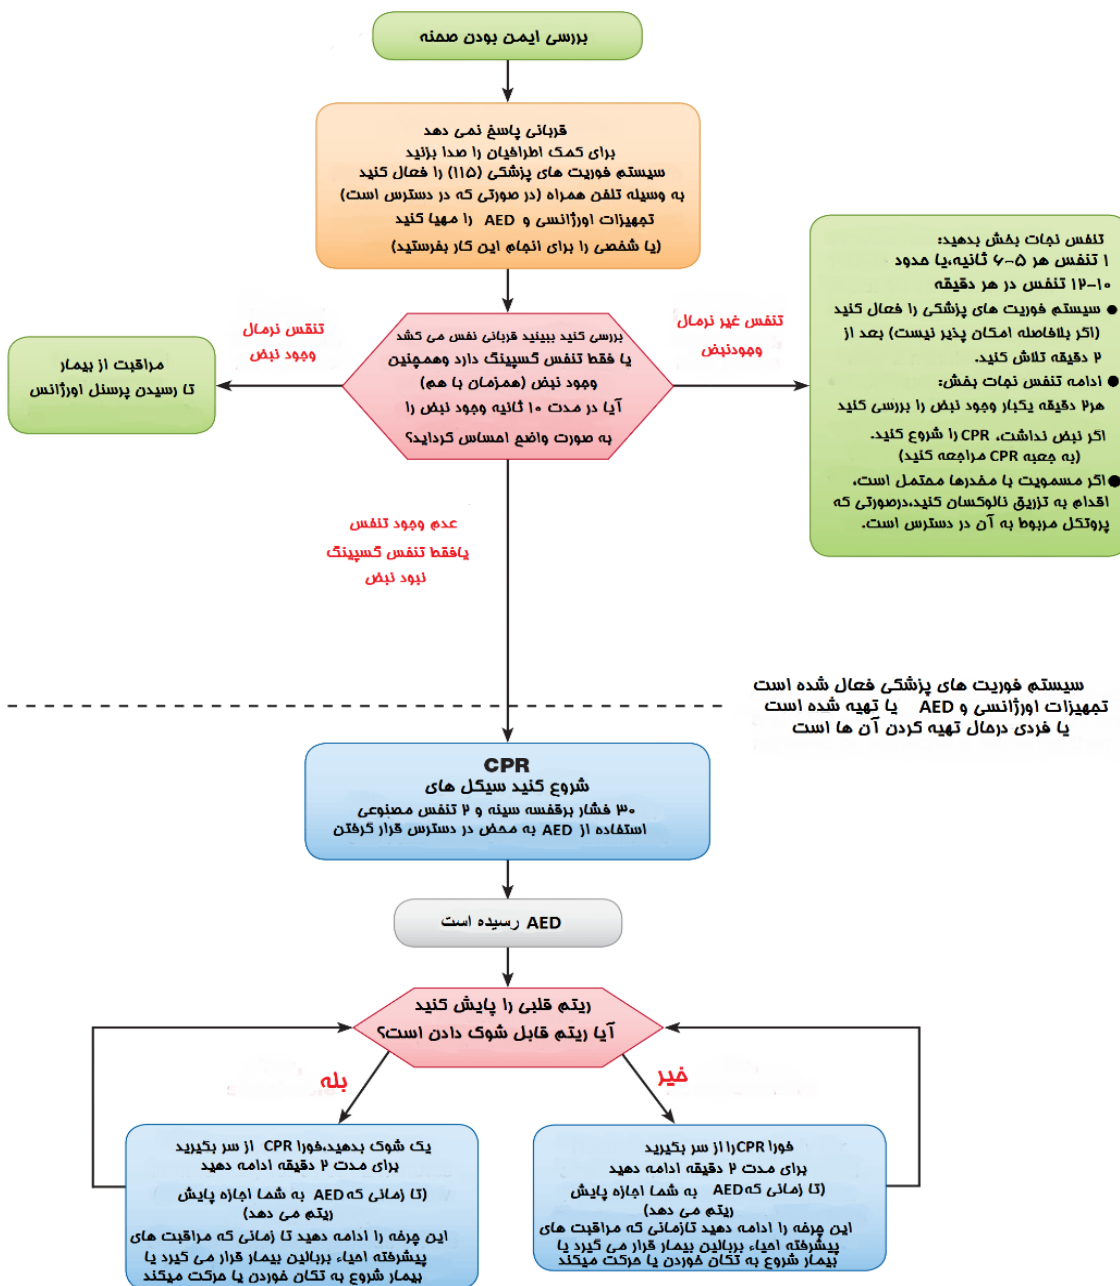 بررسی ایمن بودن صحنه
قربانی پاسخ نمی دهد
برای کمک اطرافیان را صدا بزنید
سیستم فوریت های پزشکی (۱۱۵) را فعال کنید
به وسیله تلفن همراه (در صورتی که در دسترس است)
تجهیزات اورژانسی و AED را مهیا کنید
(یا شخصی را برای انجام این کار بفرستید)
تنفس نجات بخش بدهید:
۱ تنفس هر ۵-۶ ثانیه،یا حدود
۱۰-۱۲ تنفس در هر دقیقه
● سیستم فوریت های پزشکی را فعال کنید
(اگر بلافاصله امکان پذیر نیست) بعد از
۲ دقیقه تلاش کنید.
● ادامه تنفس نجات بخش:
هر۲ دقیقه یکبار وجود نبض را بررسی کنید
اگر نبض نداشت، CPR را شروع کنید.
(به جعبه CPR مراجعه کنید)
● اگر مسمویت با مخدرها محتمل است،
اقدام به تزریق نالوکسان کنید،درصورتی که
پروتکل مربوط به آن در دسترس است.
تنفس غیر نرمال
وجودنبض
بررسی کنید ببینید قربانی نفس می کشد
یا فقط تنفس گسپینگ دارد وهمچنین
وجود نبض (همزمان با هم)
آیا در مدت ۱۰ ثانیه وجود نبض را
به صورت واضح احساس کرداید؟
تنقس نرمال
وجود نبض
مراقبت از بیمار
تا رسیدن پرسنل اورژانس
عدم وجود تنفس
یافقط تنفس گسپینگ
نبود نبض
سیستم فوریت های پزشکی فعال شده است
تجهیزات اورژانسی و AED یا تهیه شده است
یا فردی درحال تهیه کردن آن ها است
CPR
شروع کنید سیکل های
۳۰ فشار برقفسه سینه و ۲ تنفس مصنوعی
استفاده از AED به محض در دسترس قرار گرفتن
AED رسیده است
ریتم قلبی را پایش کنید
آیا ریتم قابل شوک دادن است؟
خیر
بله
فورا CPR را از سر بگیرید
برای مدت ۲ دقیقه ادامه دهید
(تا زمانی که AED به شما اجازه پایش
ریتم می دهد)
این چرخه را ادامه دهید تازمانی که مراقبت های
پیشرفته احیاء بربالین بیمار قرار می گیرد یا
بیمار شروع به تکان خوردن یا حرکت میکند
یک شوک بدهید،فورا CPR از سر بگیرید
برای مدت ۲ دقیقه ادامه دهید
(تا زمانی که AED به شما اجازه پایش
ریتم می دهد)
این چرخه را ادامه دهید تا زمانی که مراقبت های
پیشرفته احیاء بربالین بیمار قرار می گیرد یا
بیمار شروع به تکان خوردن یا حرکت میکند